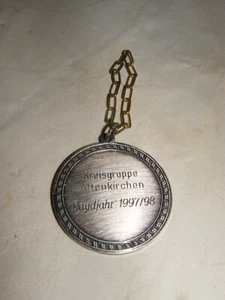 Kreisgruppe
Altenkirchen
Jagdjahr 1997/98